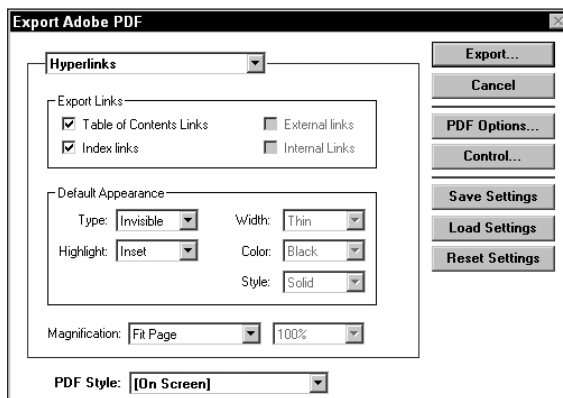 Export Adobe PDF
Hyperlinks
Export...
Cancel
Export Links
Table of Contents Links External links
Index links Internal Links
PDF Options...
Control...
Default Appearance
Type: Invisible Width: Thin
Highlight: Inset Color: Black
Style: Solid
Save Settings
Load Settings
Reset Settings
Magnification: Fit Page 100%
PDF Style: [On Screen]